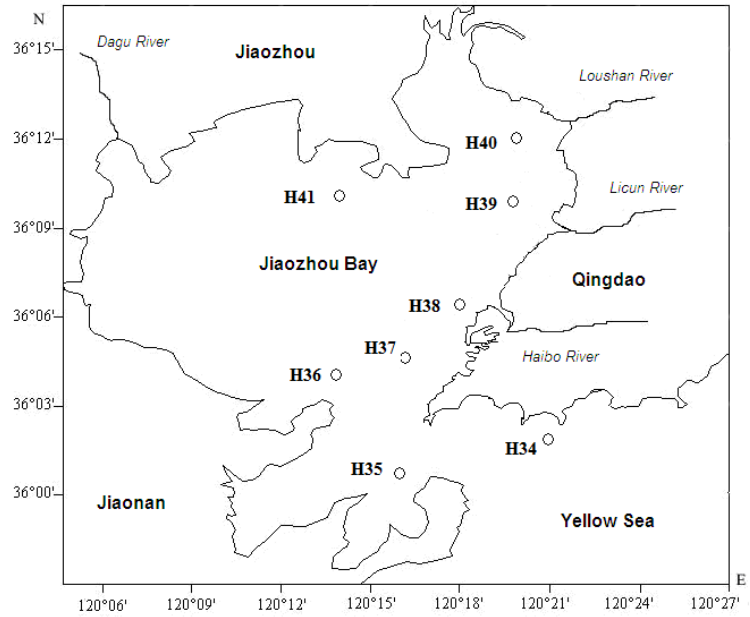 N
Dagu River
36°15'
Jiaozhou
Loushan River
36°12'
H40
Licun River
H41
H39
36°09'
Jiaozhou Bay
Qingdao
H38
36°06'
H37
Haibo River
H36
36°03'
H34
H35
36°00'
Jiaonan
Yellow Sea
E
120°06' 120°09' 120°12' 120°15' 120°18' 120°21' 120°24' 120°27'